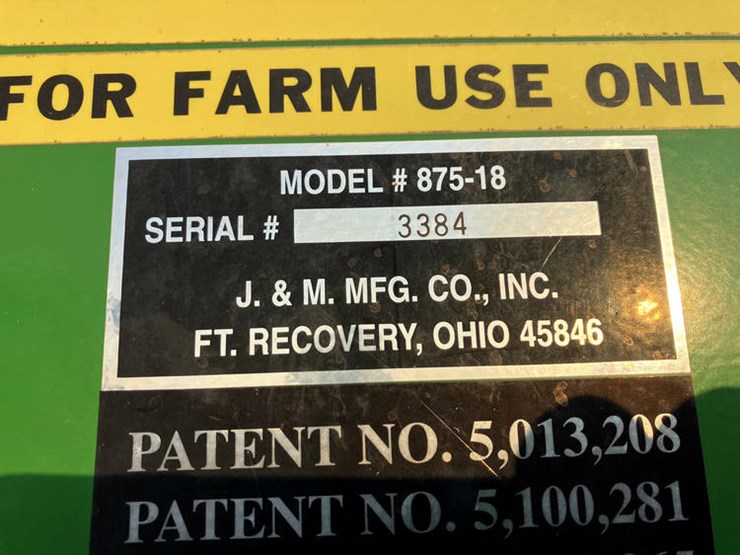 FOR FARM USE ONLY
MODEL # 875-18
SERIAL # 3384
J. & M. MFG. CO., INC.
FT. RECOVERY, OHIO 45846
PATENT NO. 5,013,208
PATENT NO. 5,100,281